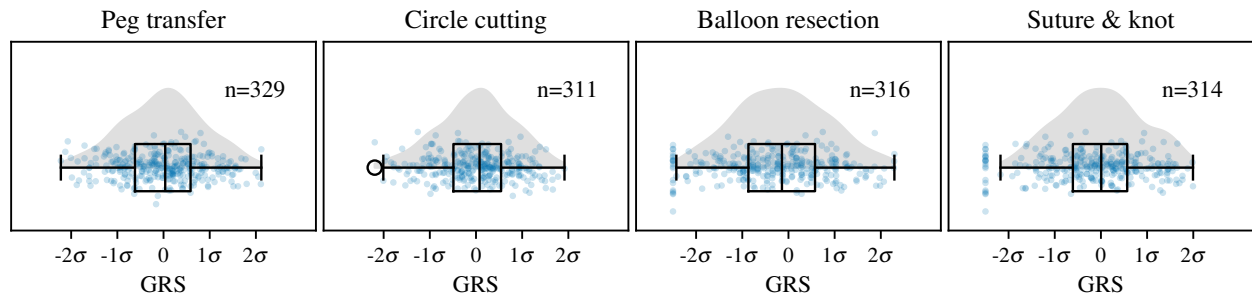 Peg transfer
n=329
-2σ -1σ 0 1σ 2σ
GRS
Circle cutting
n=311
-2σ -1σ 0 1σ 2σ
GRS
Balloon resection
n=316
-2σ -1σ 0 1σ 2σ
GRS
Suture & knot
n=314
-2σ -1σ 0 1σ 2σ
GRS